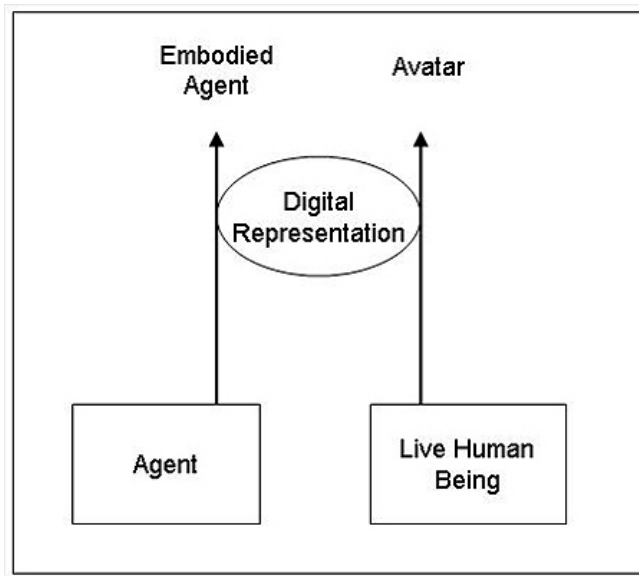 Embodied
Agent
Avatar
Digital
Representation
Agent
Live Human
Being